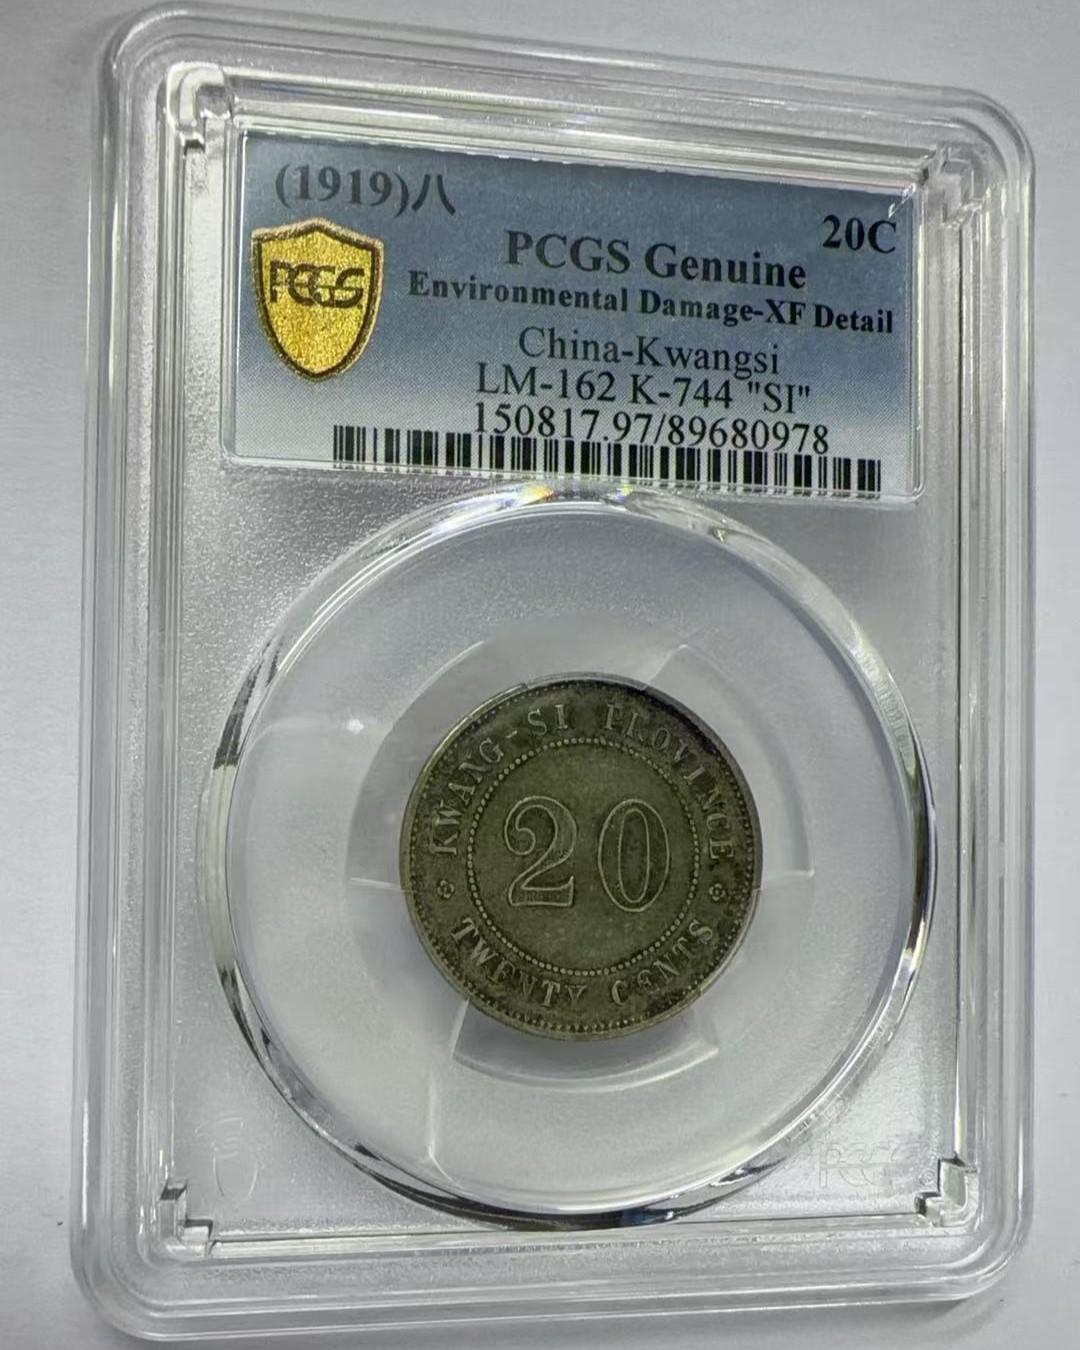 (1919)八
20C
PCGS
PCGS Genuine
Environmental Damage-XF Detail
China-Kwangsi
LM-162 K-744 "SI"
150817.97/89680978
KWANG-SI PROVINCE
20
TWENTY CENTS
PCGS